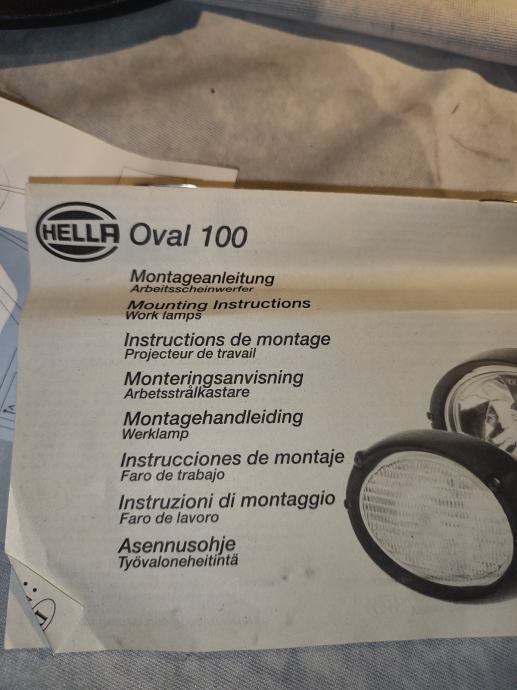 HELLA Oval 100
Montageanleitung
Arbeitsscheinwerfer
Mounting Instructions
Work lamps
Instructions de montage
Projecteur de travail
Monteringsanvisning
Arbetsstrålkastare
Montagehandleiding
Werklamp
Instrucciones de montaje
Faro de trabajo
Instruzioni di montaggio
Faro de lavoro
Asennusohje
Työvaloneheitintä